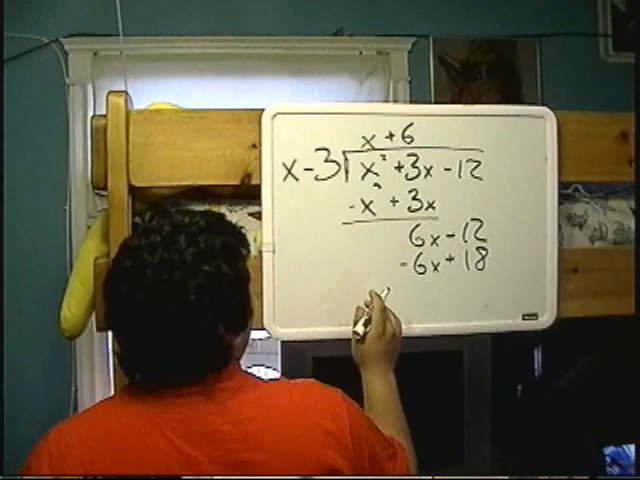 x + 6
x - 3 x² + 3x - 12
-x² + 3x
6x - 12
-6x + 18